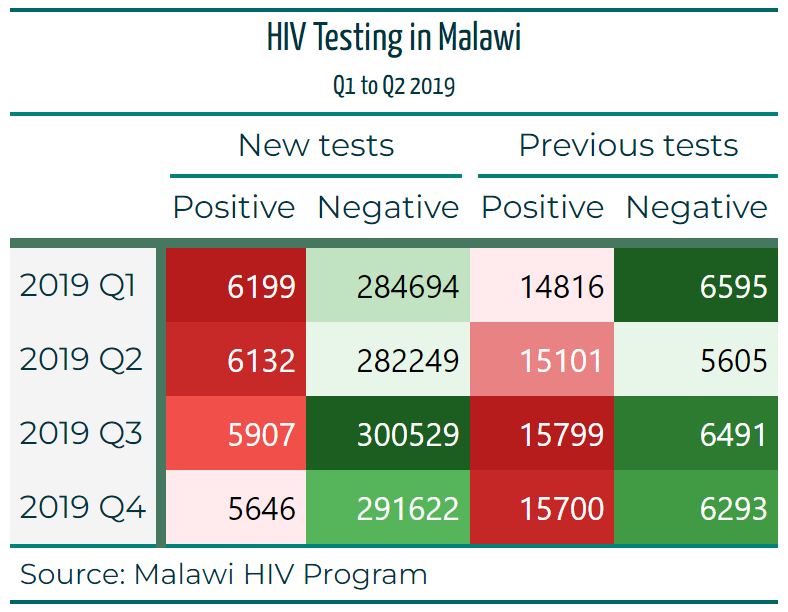 HIV Testing in Malawi
Q1 to Q2 2019
New tests Previous tests
Positive Negative Positive Negative
2019 Q1 6199 284694 14816 6595
2019 Q2 6132 282249 15101 5605
2019 Q3 5907 300529 15799 6491
2019 Q4 5646 291622 15700 6293
Source: Malawi HIV Program